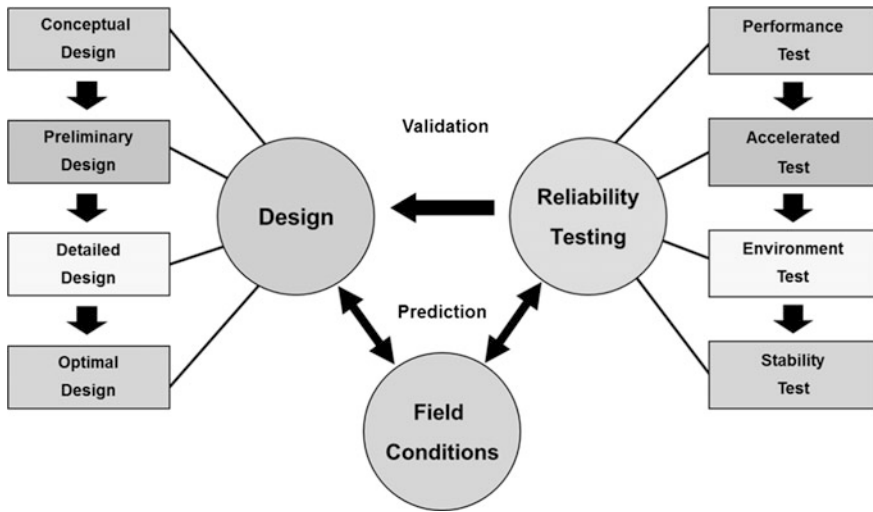 Conceptual
Design
Preliminary
Design
Detailed
Design
Optimal
Design
Design
Validation
Prediction
Field
Conditions
Reliability
Testing
Performance
Test
Accelerated
Test
Environment
Test
Stability
Test